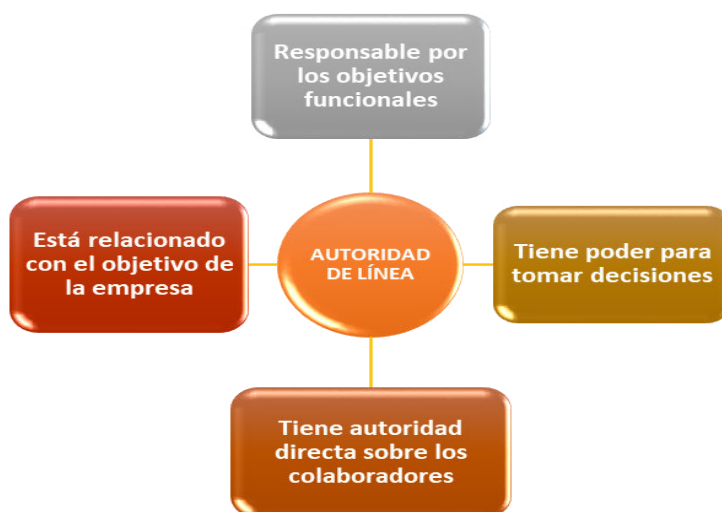 Responsable por
los objetivos
funcionales
Está relacionado
con el objetivo de
la empresa
AUTORIDAD
DE LÍNEA
Tiene poder para
tomar decisiones
Tiene autoridad
directa sobre los
colaboradores